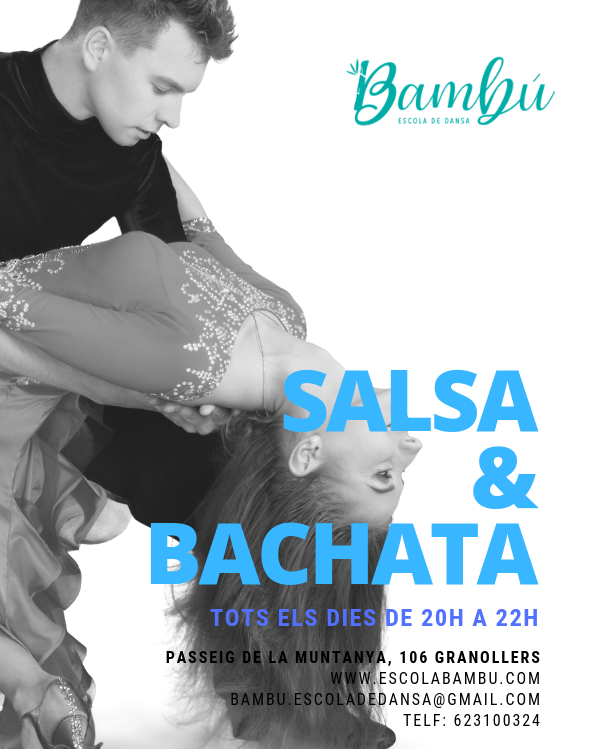 Bambú
ESCOLA DE DANSA
SALSA
&
BACHATA
TOTS ELS DIES DE 20H A 22H
PASSEIG DE LA MUNTANYA, 106 GRANOLLERS
WWW.ESCOLABAMBU.COM
BAMBU.ESCOLADEDANSA@GMAIL.COM
TELF: 623100324